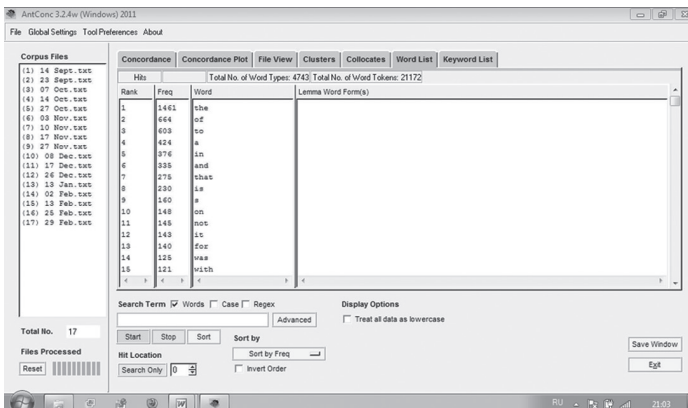 AntConc 3.2.4w (Windows) 2011
File Global Settings Tool Preferences About
Corpus Files
(1) 14 Sept.txt
(2) 23 Sept.txt
(3) 07 Oct.txt
(4) 14 Oct.txt
(5) 27 Oct.txt
(6) 03 Nov.txt
(7) 10 Nov.txt
(8) 17 Nov.txt
(9) 27 Nov.txt
(10) 08 Dec.txt
(11) 17 Dec.txt
(12) 26 Dec.txt
(13) 13 Jan.txt
(14) 02 Feb.txt
(15) 13 Feb.txt
(16) 25 Feb.txt
(17) 29 Feb.txt
Total No. 17
Files Processed
Reset
Concordance Concordance Plot File View Clusters Collocates Word List Keyword List
Hits Total No. of Word Types: 4743 Total No. of Word Tokens: 21172
Rank Freq Word Lemma Word Form(s)
1 1461 the
2 664 of
3 603 to
4 424 a
5 376 in
6 335 and
7 275 that
8 230 is
9 160 s
10 148 on
11 145 not
12 143 it
13 140 for
14 125 was
15 121 with
Search Term Words Case Regex Display Options
Advanced Treat all data as lowercase
Start Stop Sort Sort by
Hit Location Sort by Freq
Search Only 0 Invert Order
Save Window
Exit
RU 21:03